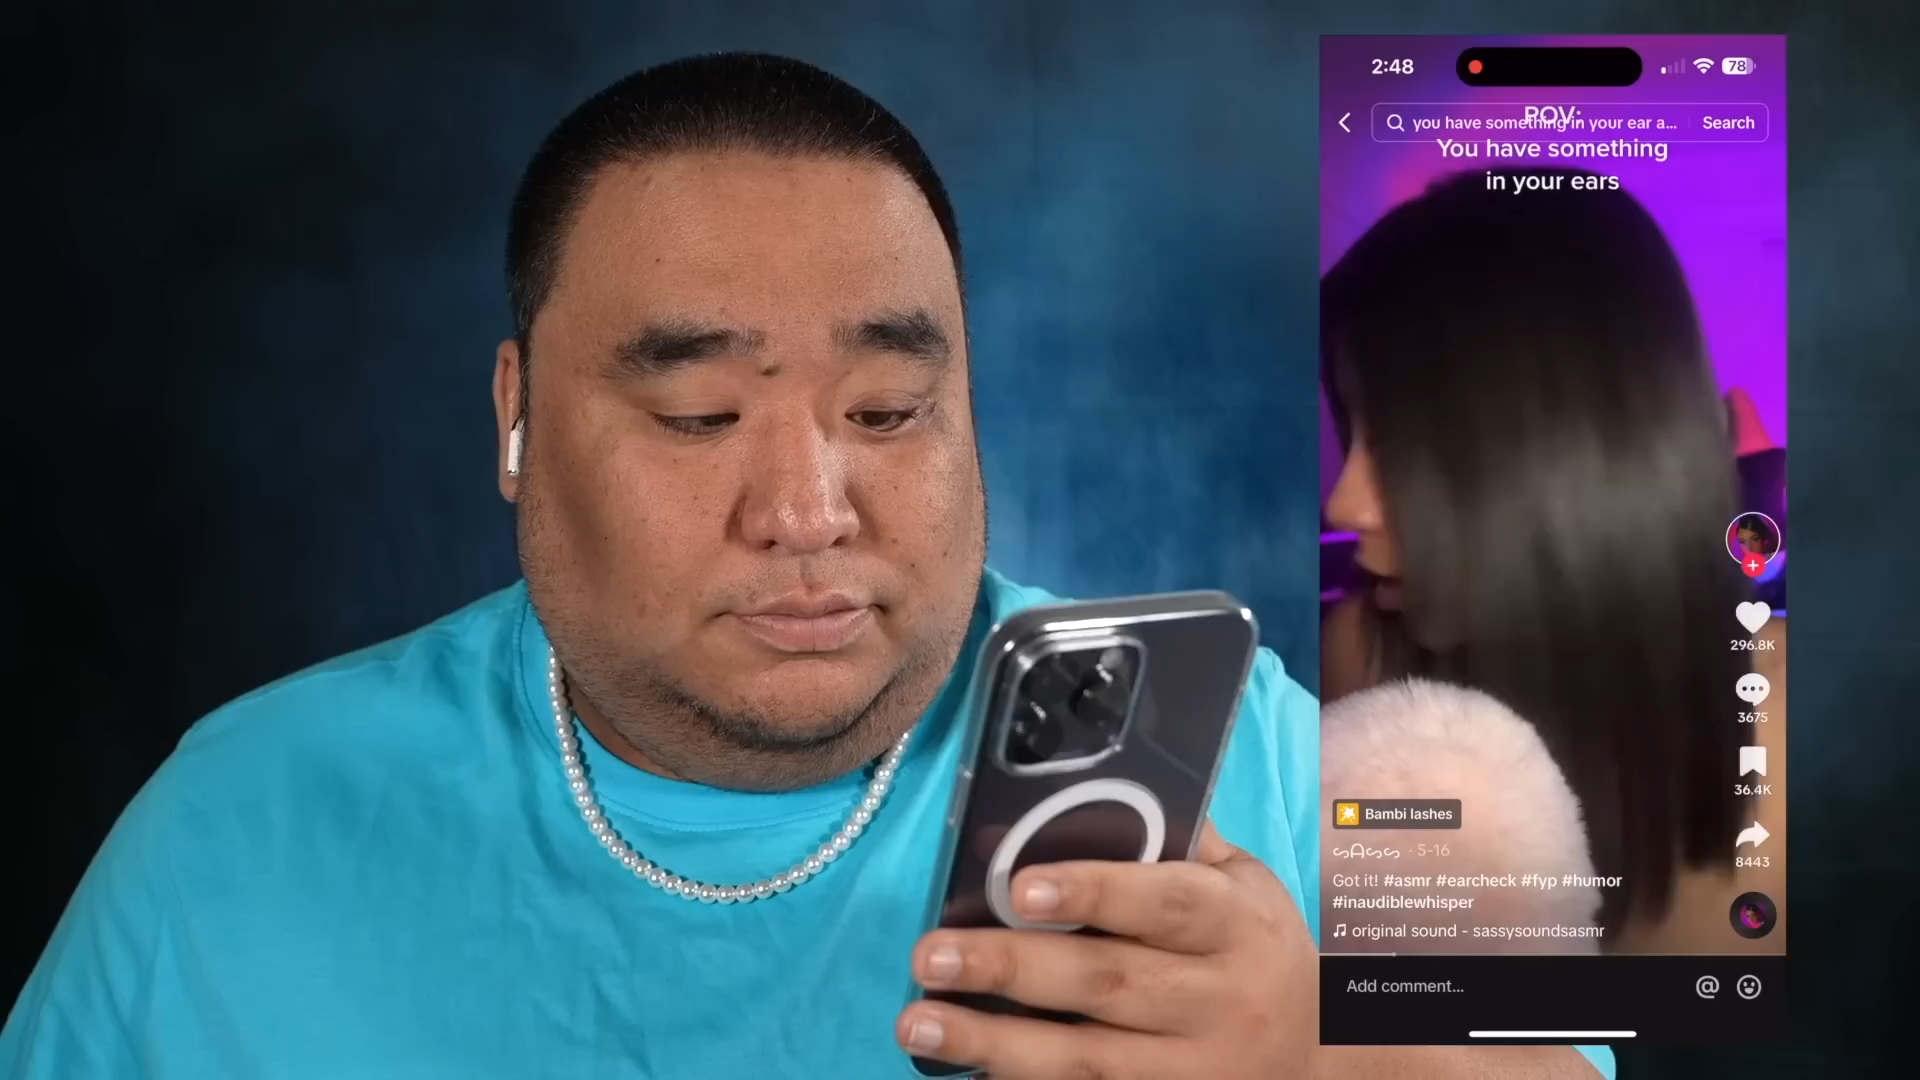 2:48
78
you have something in your ear a...
Search
POV:
You have something
in your ears
296.8K
3675
36.4K
8443
Bambi lashes
ᔕᗩᔕᔕ · 5-16
Got it! #asmr #earcheck #fyp #humor
#inaudiblewhisper
original sound - sassysoundsasmr
Add comment...
@